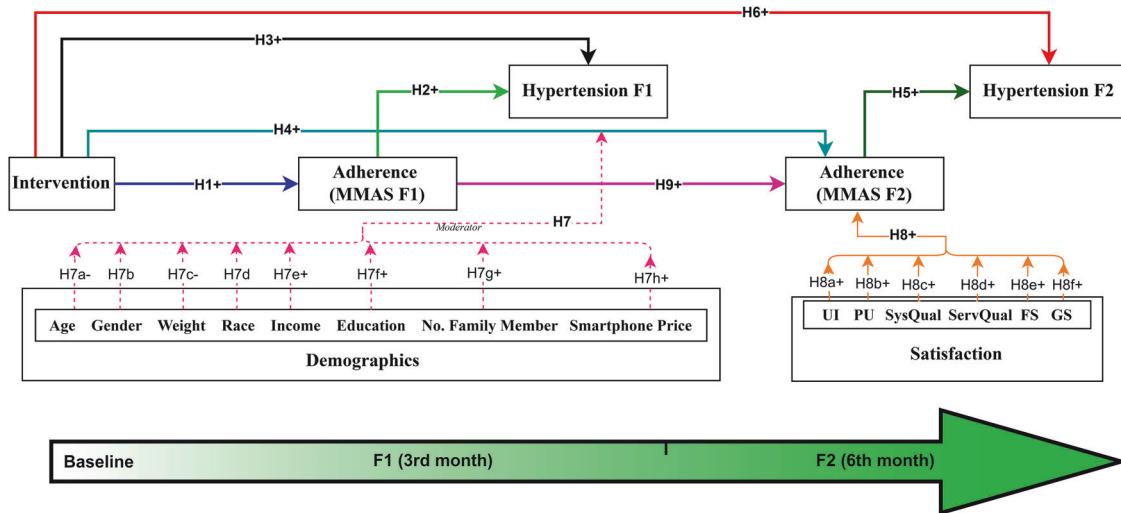 H6+
H3+
Hypertension F1
Hypertension F2
H2+
H5+
H4+
Intervention
H1+
Adherence
(MMAS F1)
H9+
Adherence
(MMAS F2)
H7
Moderator
H8+
H7a- H7b H7c- H7d H7e+ H7f+ H7g+ H7h+
H8a+ H8b+ H8c+ H8d+ H8e+ H8f+
Age Gender Weight Race Income Education No. Family Member Smartphone Price
UI PU SysQual ServQual FS GS
Demographics
Satisfaction
Baseline F1 (3rd month) F2 (6th month)